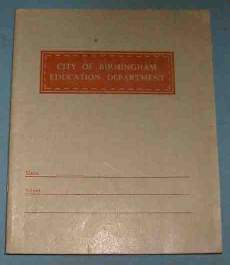 CITY OF BIRMINGHAM
EDUCATION DEPARTMENT
Name
School